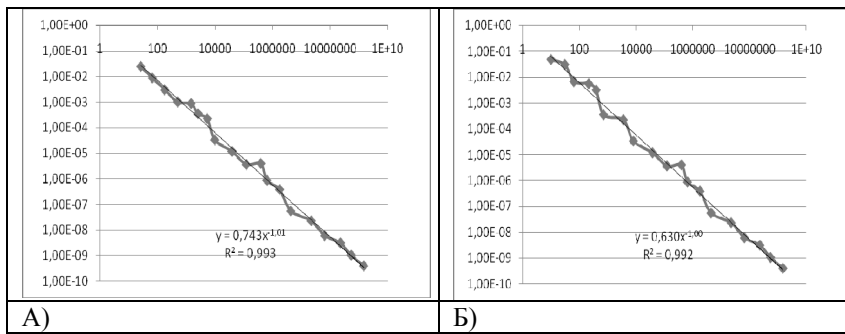 1,00E+00
1,00E-01
1 100 10000 1000000 100000000 1E+10
1,00E-02
1,00E-03
1,00E-04
1,00E-05
1,00E-06
1,00E-07
1,00E-08
1,00E-09
1,00E-10
y = 0,743x-1,01
R² = 0,993
А)
1,00E+00
1,00E-01
1 100 10000 1000000 100000000 1E+10
1,00E-02
1,00E-03
1,00E-04
1,00E-05
1,00E-06
1,00E-07
1,00E-08
1,00E-09
1,00E-10
y = 0,630x-1,00
R² = 0,992
Б)